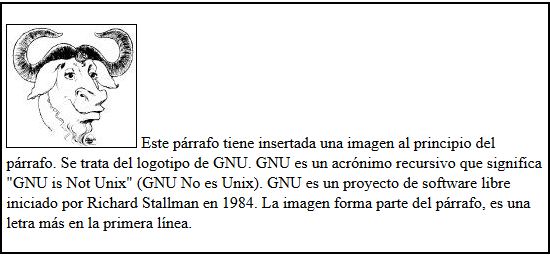 Este párrafo tiene insertada una imagen al principio del
párrafo. Se trata del logotipo de GNU. GNU es un acrónimo recursivo que significa
"GNU is Not Unix" (GNU No es Unix). GNU es un proyecto de software libre
iniciado por Richard Stallman en 1984. La imagen forma parte del párrafo, es una
letra más en la primera línea.